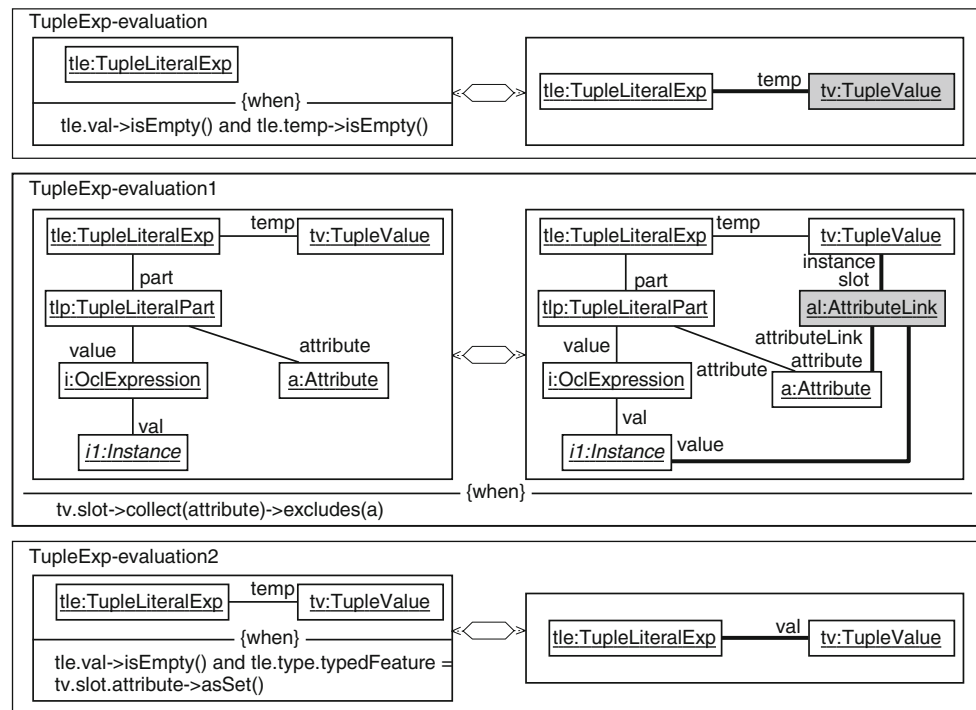 TupleExp-evaluation
tle:TupleLiteralExp
{when}
tle.val->isEmpty() and tle.temp->isEmpty()
tle:TupleLiteralExp
temp
tv:TupleValue
TupleExp-evaluation1
tle:TupleLiteralExp
temp
tv:TupleValue
part
tlp:TupleLiteralPart
value
attribute
i:OclExpression
a:Attribute
val
i1:Instance
tle:TupleLiteralExp
temp
tv:TupleValue
instance
slot
part
tlp:TupleLiteralPart
al:AttributeLink
attributeLink
value
attribute
attribute
i:OclExpression
a:Attribute
val
i1:Instance
value
{when}
tv.slot->collect(attribute)->excludes(a)
TupleExp-evaluation2
tle:TupleLiteralExp
temp
tv:TupleValue
{when}
tle.val->isEmpty() and tle.type.typedFeature =
tv.slot.attribute->asSet()
tle:TupleLiteralExp
val
tv:TupleValue